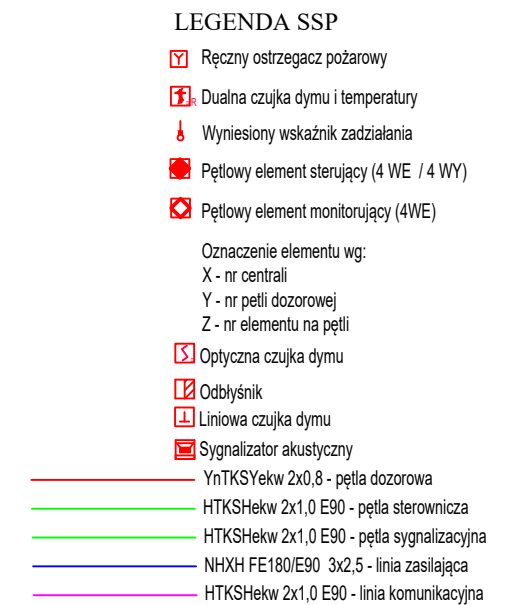 LEGENDA SSP
Ręczny ostrzegacz pożarowy
R Dualna czujka dymu i temperatury
Wyniesiony wskaźnik zadziałania
Pętlowy element sterujący (4 WE / 4 WY)
Pętlowy element monitorujący (4WE)
Oznaczenie elementu wg:
X - nr centrali
Y - nr petli dozorowej
Z - nr elementu na pętli
Optyczna czujka dymu
Odbłyśnik
Liniowa czujka dymu
Sygnalizator akustyczny
YnTKSYekw 2x0,8 - pętla dozorowa
HTKSHekw 2x1,0 E90 - pętla sterownicza
HTKSHekw 2x1,0 E90 - pętla sygnalizacyjna
NHXH FE180/E90 3x2,5 - linia zasilająca
HTKSHekw 2x1,0 E90 - linia komunikacyjna